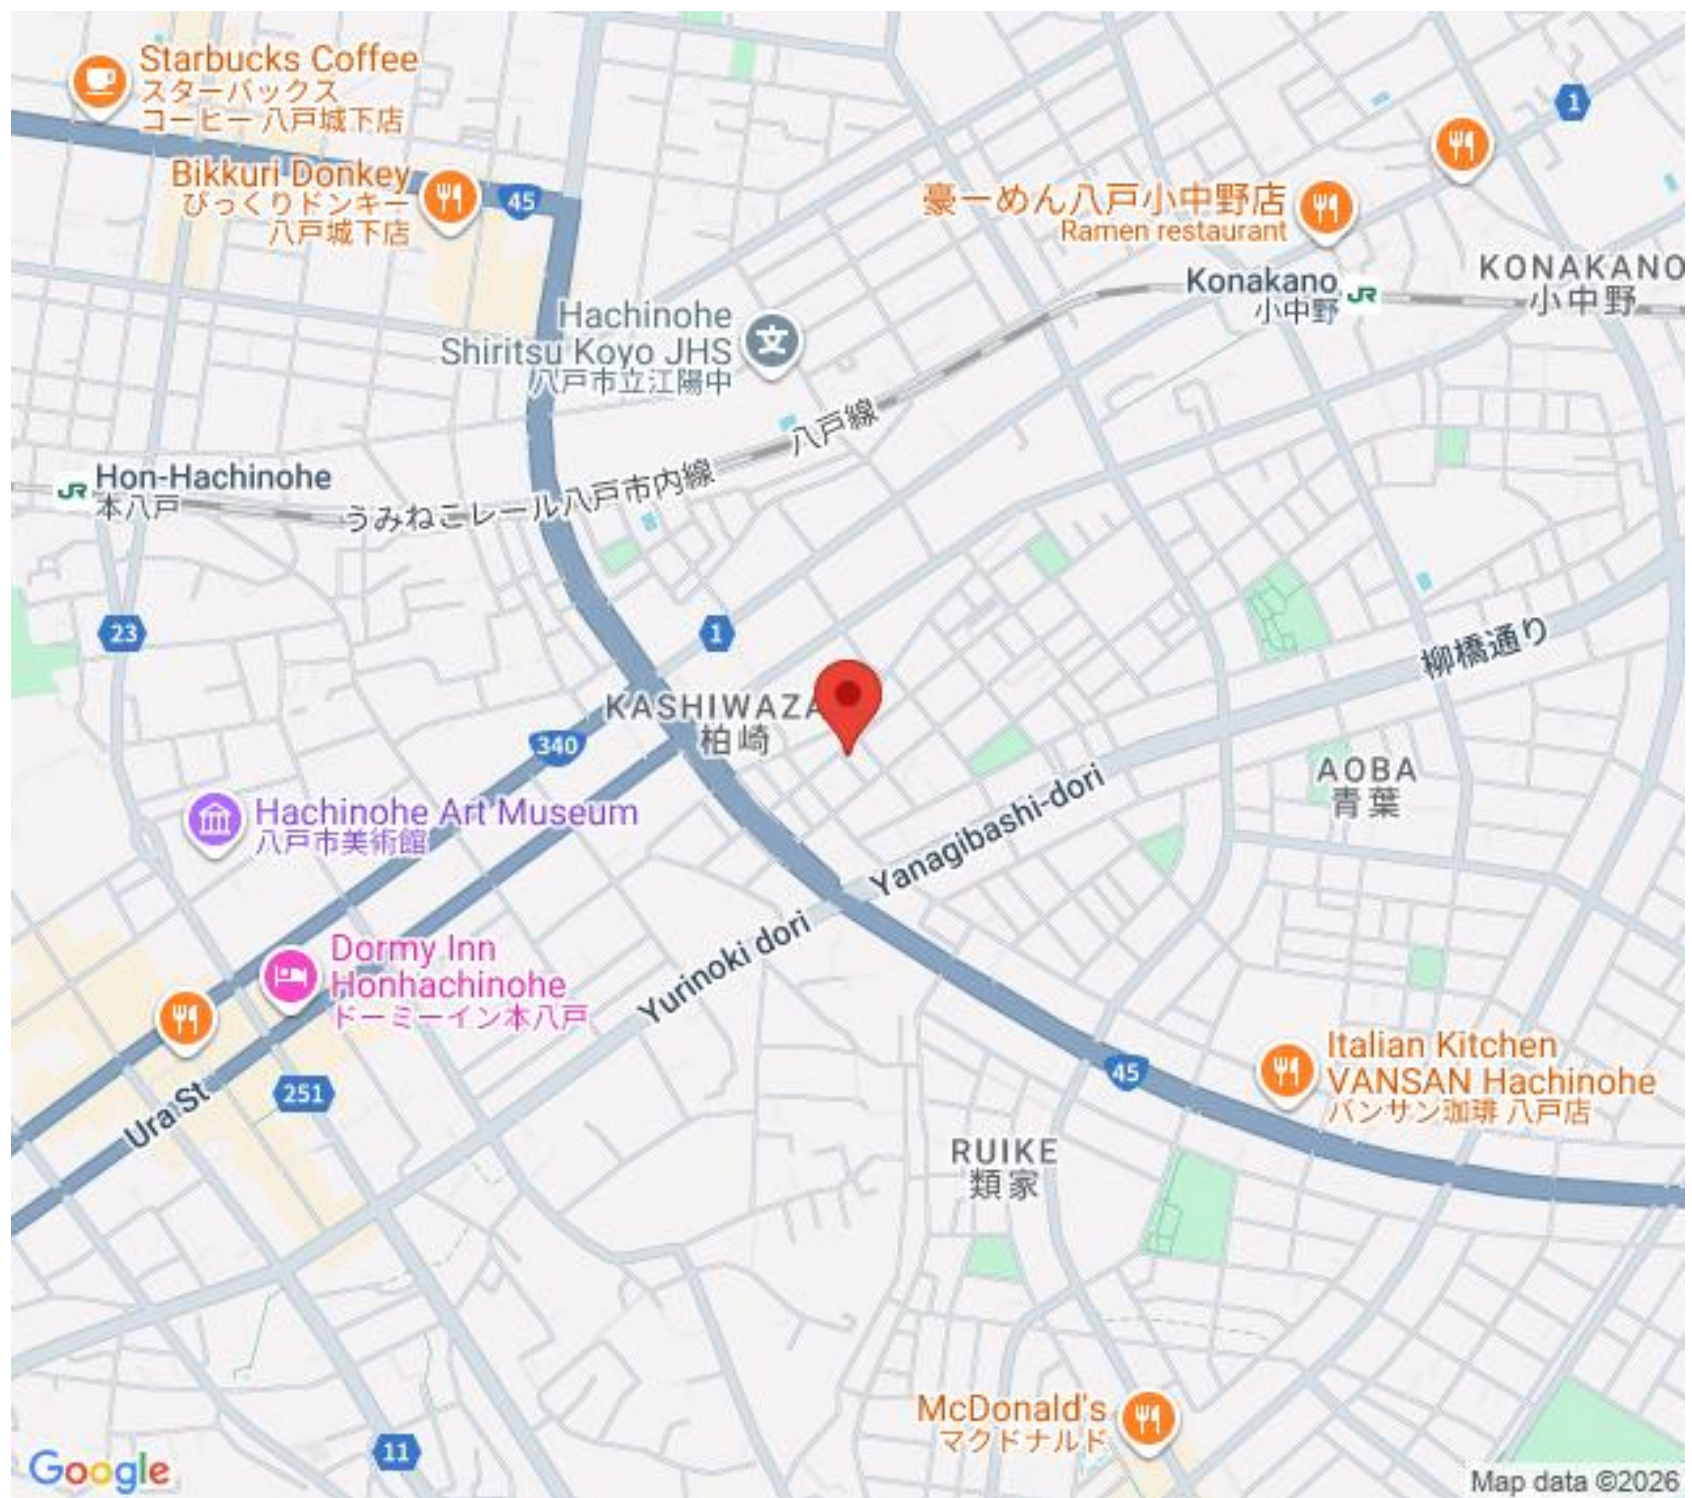 Starbucks Coffee
スターバックス
コーヒー 八戸城下店
1
Bikkuri Donkey
びっくりドンキー
八戸城下店
45
豪ーめん八戸小中野店
Ramen restaurant
Konakano
小中野
JR
KONAKANO
小中野
Hachinohe
Shiritsu Koyo JHS
八戸市立江陽中
文
八戸線
うみねこレール八戸市内線
JR
Hon-Hachinohe
本八戸
23
1
柳橋通り
KASHIWAZA
柏崎
340
AOBA
青葉
Hachinohe Art Museum
八戸市美術館
Yanagibashi-dori
Yurinoki dori
Dormy Inn
Honhachinohe
ドーミーイン本八戸
45
Italian Kitchen
VANSAN Hachinohe
バンサン珈琲 八戸店
251
Ura St
RUIKE
類家
McDonald's
マクドナルド
11
Google
Map data ©2026